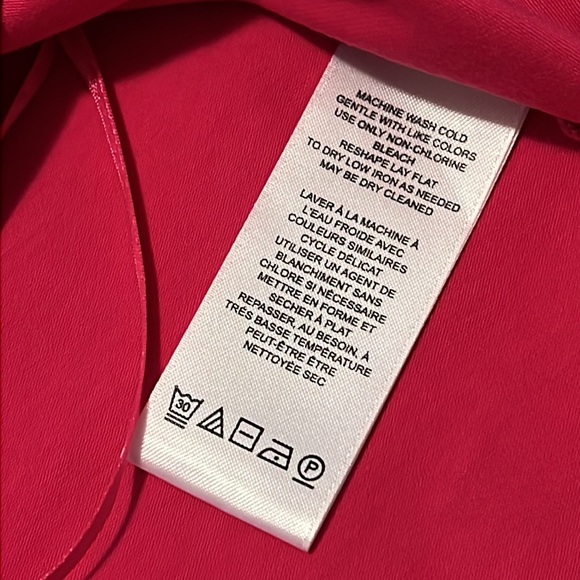 MACHINE WASH COLD
GENTLE WITH LIKE COLORS
USE ONLY NON-CHLORINE
BLEACH
RESHAPE LAY FLAT
TO DRY LOW IRON AS NEEDED
MAY BE DRY CLEANED
LAVER À LA MACHINE À
L'EAU FROIDE AVEC
COULEURS SIMILAIRES
CYCLE DÉLICAT
UTILISER UN AGENT DE
BLANCHIMENT SANS
CHLORE SI NÉCESSAIRE
METTRE EN FORME ET
SECHER À PLAT
REPASSER, AU BESOIN, À
TRÉS BASSE TEMPÉRATURE
PEUT-ÊTRE ÊTRE
NETTOYÉE SEC
30 P